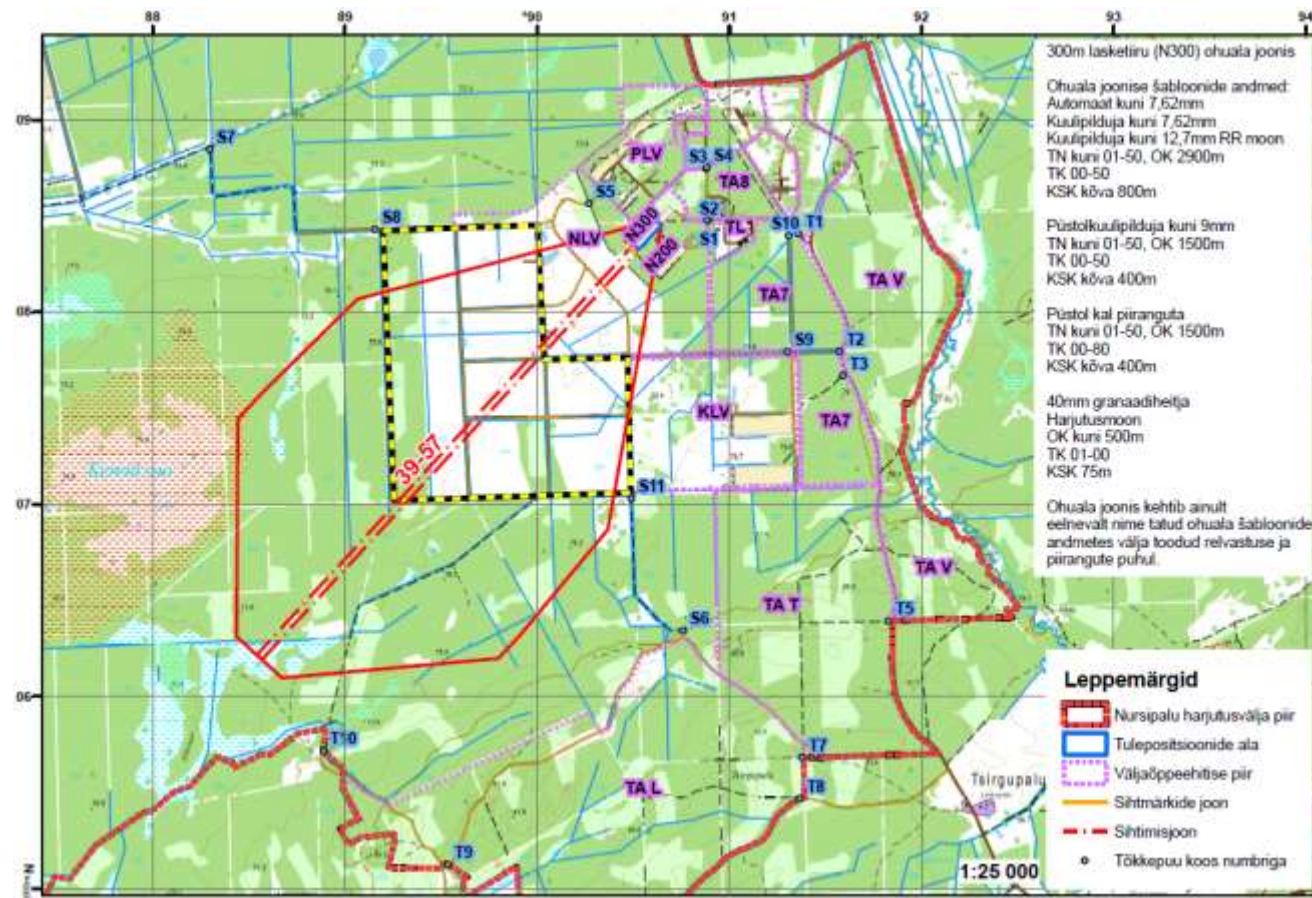 88 89 ⁶90 91 92 93 94
300m lasketiiru (N300) ohuala joonis
Ohuala joonise šabloonide andmed:
Automaat kuni 7,62mm
Kuulipilduja kuni 7,62mm
Kuulipilduja kuni 12,7mm RR moon
TN kuni 01-50, OK 2900m
TK 00-50
KSK kõva 800m
Püstolkuulipilduja kuni 9mm
TN kuni 01-50, OK 1500m
TK 00-50
KSK kõva 400m
Püstol kal piiranguta
TN kuni 01-50, OK 1500m
TK 00-80
KSK kõva 400m
40mm granaadiheitja
Harjutusmoon
OK kuni 500m
TK 01-00
KSK 75m
Ohuala joonis kehtib ainult
eelnevalt nime tatud ohuala šabloonide
andmetes välja toodud relvastuse ja
piirangute puhul.
09
S7
PLV
S3 S4
TA8
S5
S8
N300
S2
S10 T1
TL1
NLV
S1
N200
TA V
08
TA7
S9 T2
T3
KLV
TA7
39-57
07
S11
TA V
TA T
T5
S6
06
T10
T7
T8
TA L
Tsirgupalu
T9
1:25 000
Leppemärgid
Nursipalu harjutusvälja piir
Tulepositsioonide ala
Väljaõppeehitise piir
Sihtmärkide joon
Sihtimisjoon
Tõkkepuu koos numbriga